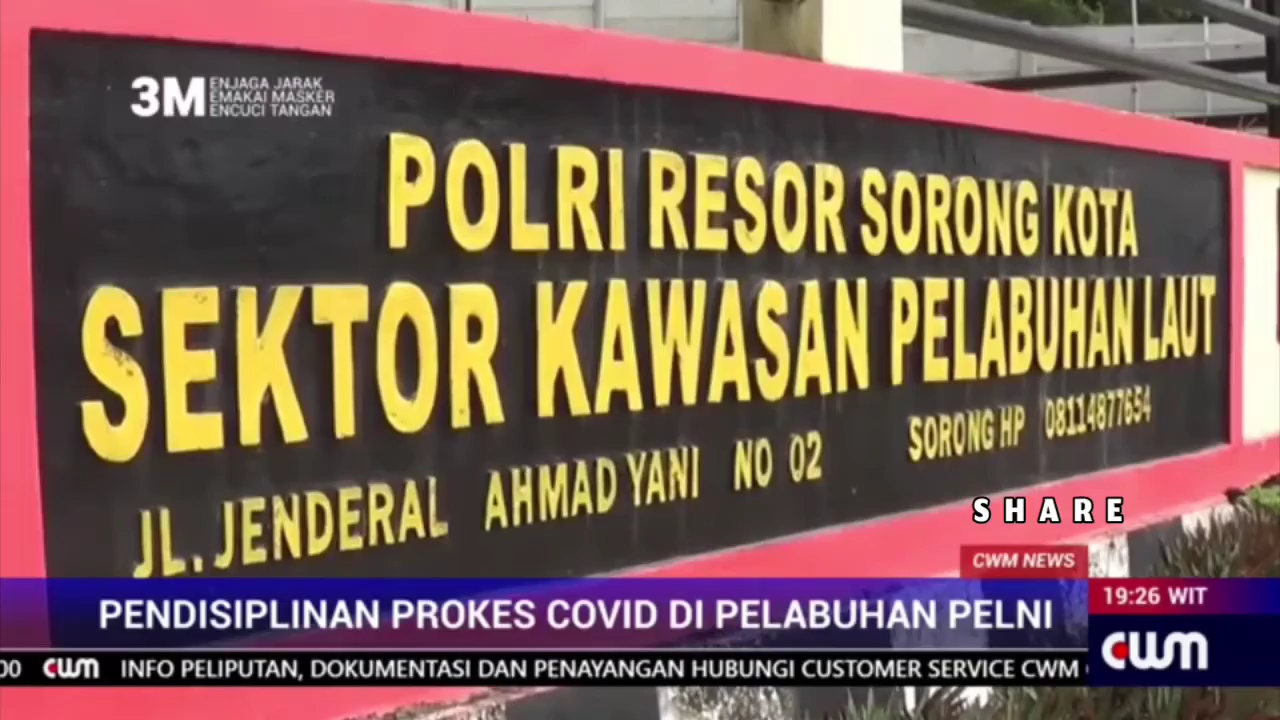 3M ENJAGA JARAK
EMAKAI MASKER
ENCUCI TANGAN
POLRI RESOR SORONG KOTA
SEKTOR KAWASAN PELABUHAN LAUT
JL. JENDERAL AHMAD YANI NO 02 SORONG HP 08114877654
SHARE
CWM NEWS
PENDISIPLINAN PROKES COVID DI PELABUHAN PELNI
19:26 WIT
cwm
00 cwm INFO PELIPUTAN, DOKUMENTASI DAN PENAYANGAN HUBUNGI CUSTOMER SERVICE CWM